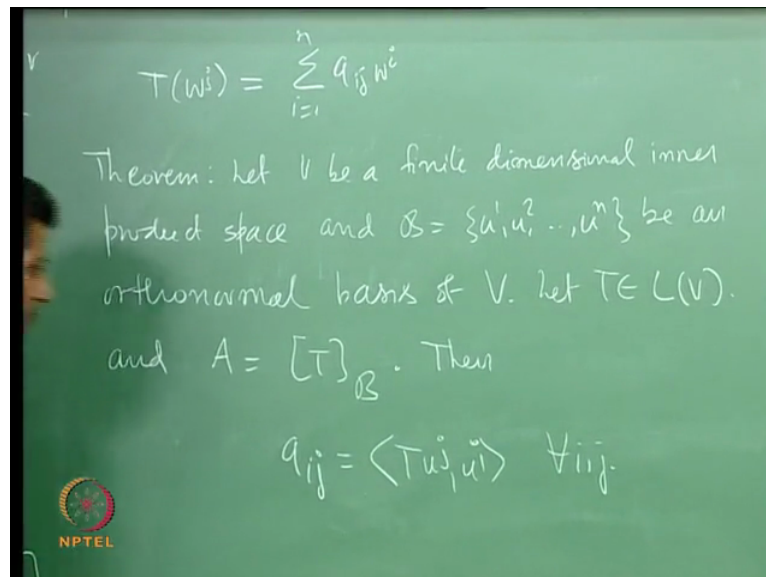 T(w^j) = \sum_{i=1}^{n} a_{ij} w^i
Theorem: Let V be a finite dimensional inner
product space and B = {u^1, u^2, ..., u^n} be an
orthonormal basis of V. Let T ∈ L(V).
and A = [T]_B. Then
a_{ij} = ⟨Tu^j, u^i⟩ ∀ i, j.
NPTEL